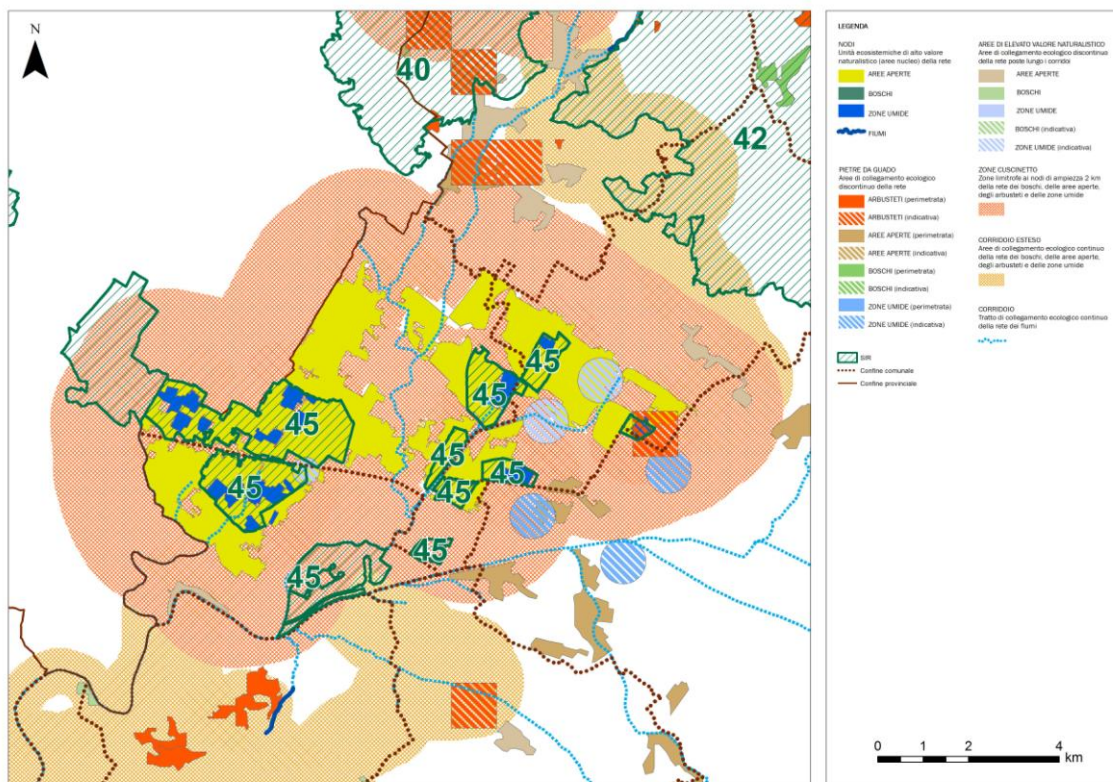 N
40
42
45
45
45
45
45
45
45
45
45
LEGENDA
NODI
Unità ecosistemiche di alto valore
naturalistico (aree nucleo) della rete
AREE APERTE
BOSCHI
ZONE UMIDE
FIUMI
PIETRE DA GUADO
Aree di collegamento ecologico
discontinuo della rete
ARBUSTETI (perimetrata)
ARBUSTETI (indicativa)
AREE APERTE (perimetrata)
AREE APERTE (indicativa)
BOSCHI (perimetrata)
BOSCHI (indicativa)
ZONE UMIDE (perimetrata)
ZONE UMIDE (indicativa)
SIR
Confine comunale
Confine provinciale
AREE DI ELEVATO VALORE NATURALISTICO
Aree di collegamento ecologico discontinuo
della rete poste lungo i corridoi
AREE APERTE
BOSCHI
ZONE UMIDE
BOSCHI (indicativa)
ZONE UMIDE (indicativa)
ZONE CUSCINETTO
Zone limitrofe ai nodi di ampiezza 2 km
della rete dei boschi, delle aree aperte,
degli arbusteti e delle zone umide
CORRIDOIO ESTESO
Aree di collegamento ecologico continuo
della rete dei boschi, delle aree aperte,
degli arbusteti e delle zone umide
CORRIDOIO
Tratto di collegamento ecologico continuo
della rete dei fiumi
0 1 2 4
km